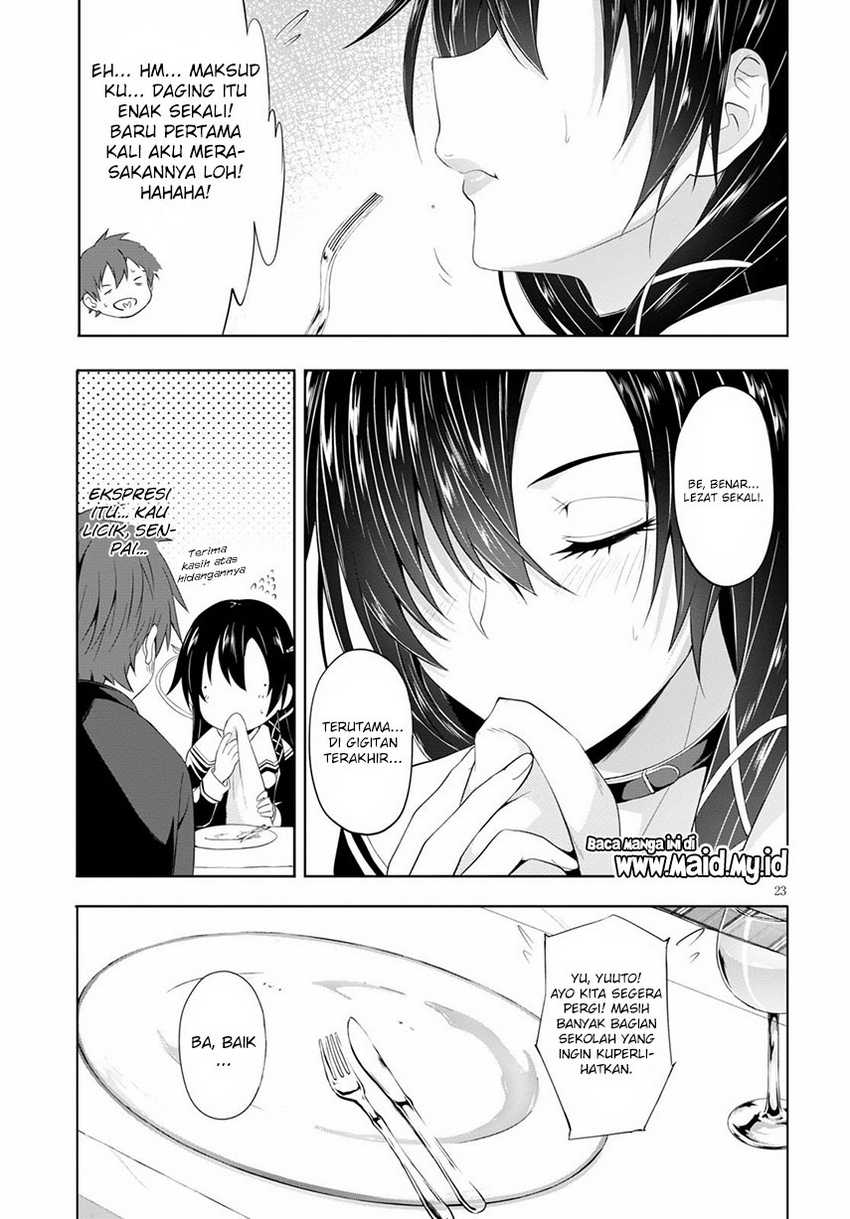 EH... HM... MAKSUD
KU... DAGING ITU
ENAK SEKALI!
BARU PERTAMA
KALI AKU MERA-
SAKANNYA LOH!
HAHAHA!
BE, BENAR...
LEZAT SEKALI.
TERUTAMA...
DI GIGITAN
TERAKHIR...
EKSPRESI
ITU... KAU
LICIK, SEN-
PAI...
Terima
kasih atas
hidangannya
Baca Manga ini di
www.Maid.My.id
23
YU, YUUTO!
AYO KITA SEGERA
PERGI! MASIH
BANYAK BAGIAN
SEKOLAH YANG
INGIN KUPERLI-
HATKAN.
BA, BAIK
...